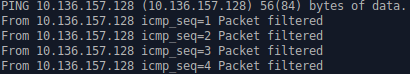 PING 10.136.157.128 (10.136.157.128) 56(84) bytes of data.
From 10.136.157.128 icmp_seq=1 Packet filtered
From 10.136.157.128 icmp_seq=2 Packet filtered
From 10.136.157.128 icmp_seq=3 Packet filtered
From 10.136.157.128 icmp_seq=4 Packet filtered